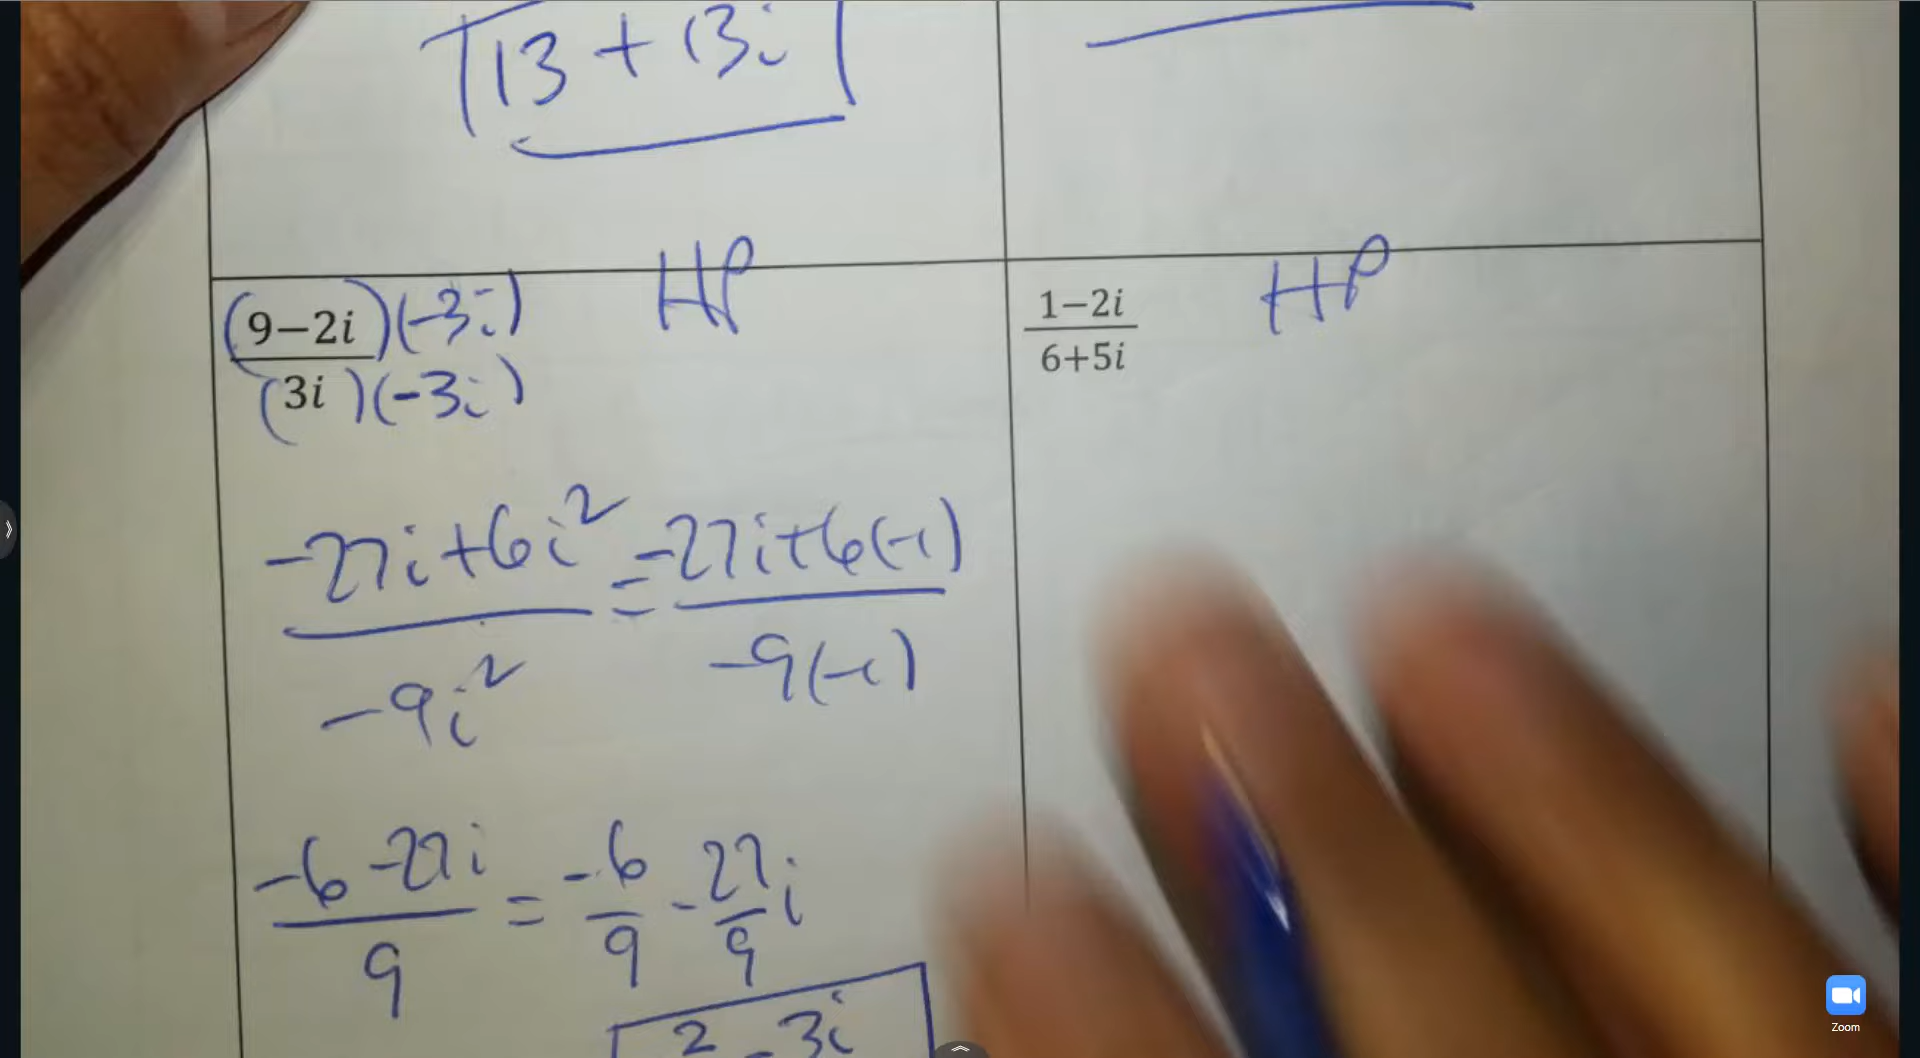 13 + 13i
HP
(9−2i)(-3i)
(3i)(-3i)
-27i+6i² = -27i+6(-1)
-9i² -9(-1)
-6-27i = -6 - 27 i
9 9 9
2 - 3i
HP
1−2i
6+5i
Zoom